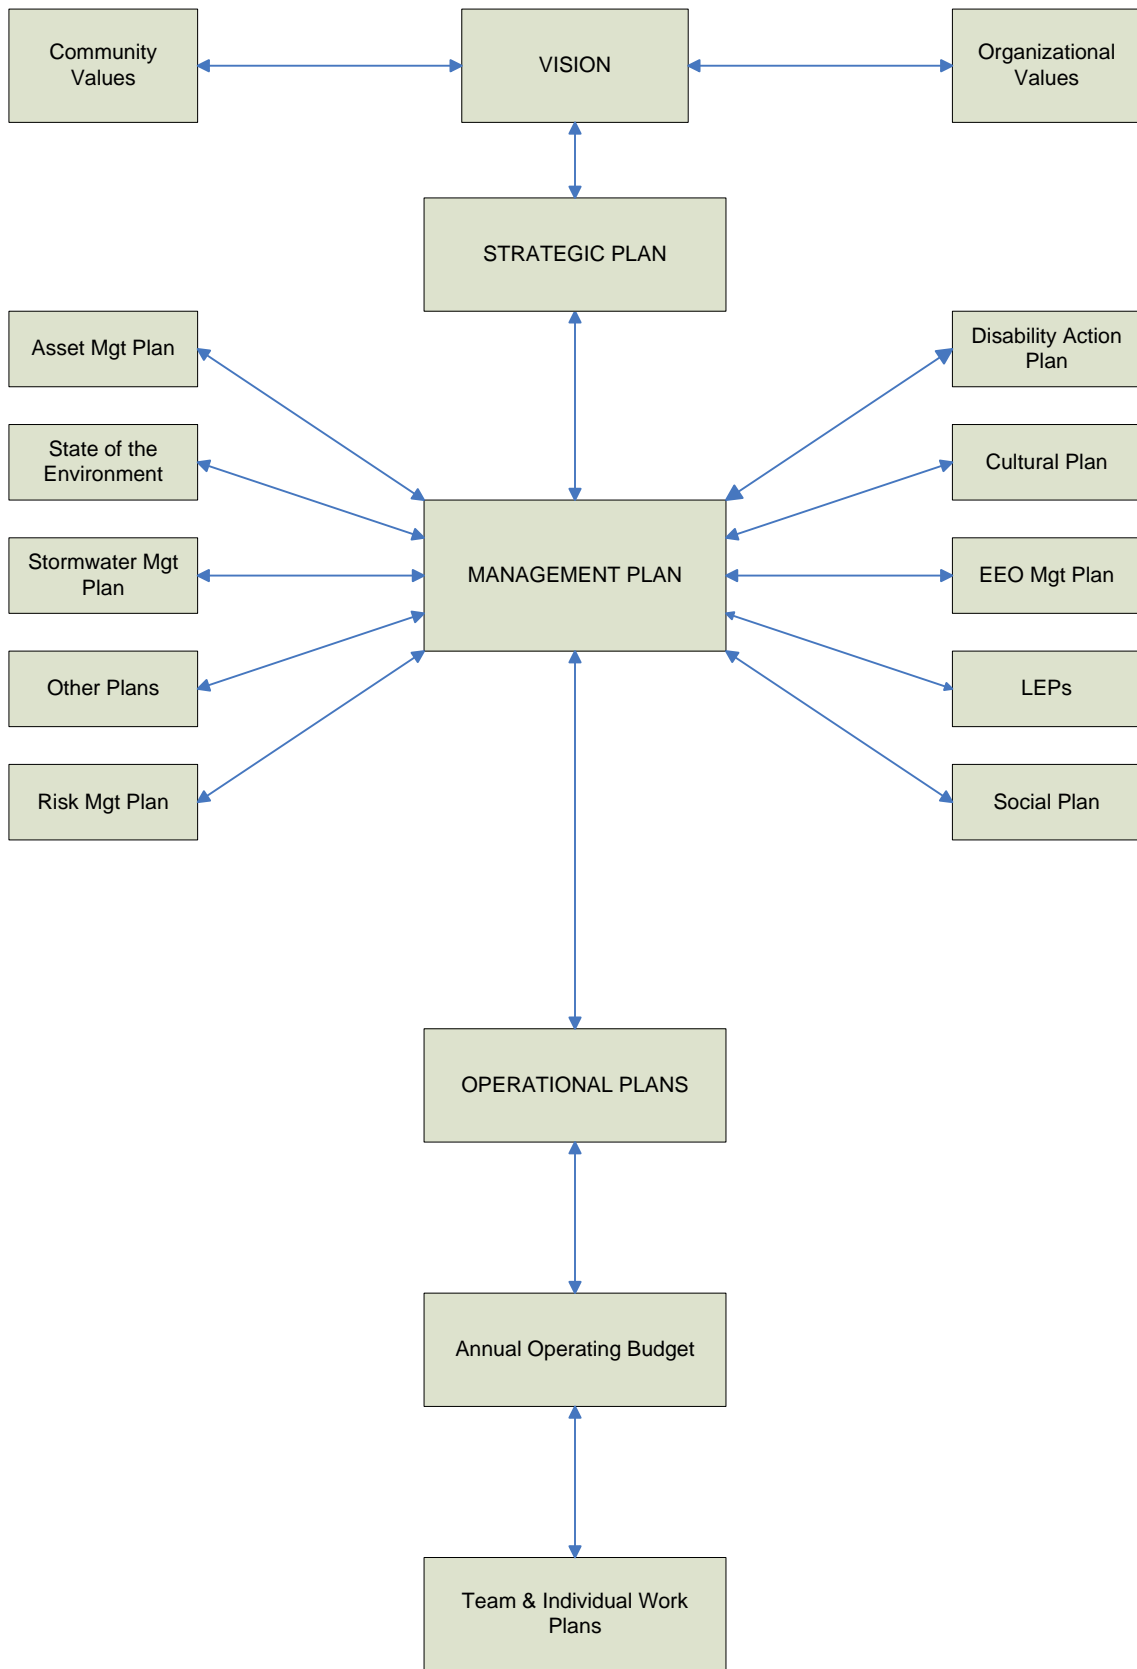 Community
Values
VISION
Organizational
Values
STRATEGIC PLAN
Asset Mgt Plan
Disability Action
Plan
State of the
Environment
Cultural Plan
Stormwater Mgt
Plan
MANAGEMENT PLAN
EEO Mgt Plan
Other Plans
LEPs
Risk Mgt Plan
Social Plan
OPERATIONAL PLANS
Annual Operating Budget
Team & Individual Work
Plans